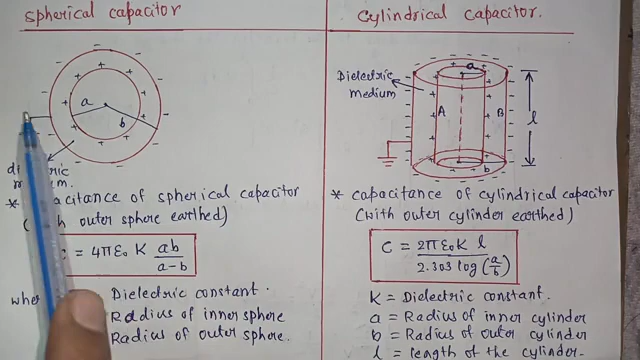 Spherical capacitor
a
b
* capacitance of spherical capacitor
(with outer sphere earthed)
C = 4πε₀ K ab/(a-b)
Dielectric constant.
Radius of inner sphere
Radius of outer sphere.
Cylindrical capacitor.
Dielectric medium
a
A
B
l
b
* capacitance of cylindrical capacitor
(with outer cylinder earthed)
C = 2πε₀K l / 2.303 log(a/b)
K = Dielectric constant.
a = Radius of inner cylinder
b = Radius of outer cylinder
l = length of the cylinder.